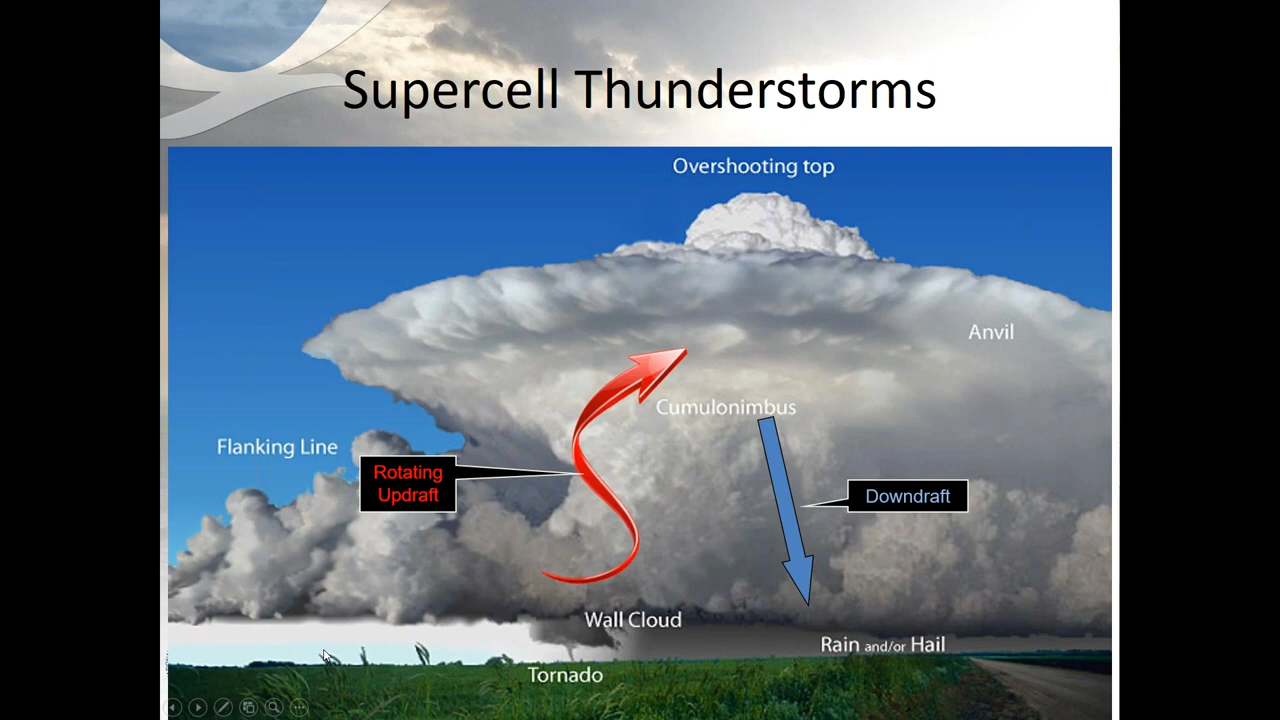 Supercell Thunderstorms
Overshooting top
Anvil
Cumulonimbus
Flanking Line
Rotating
Updraft
Downdraft
Wall Cloud
Rain and/or Hail
Tornado